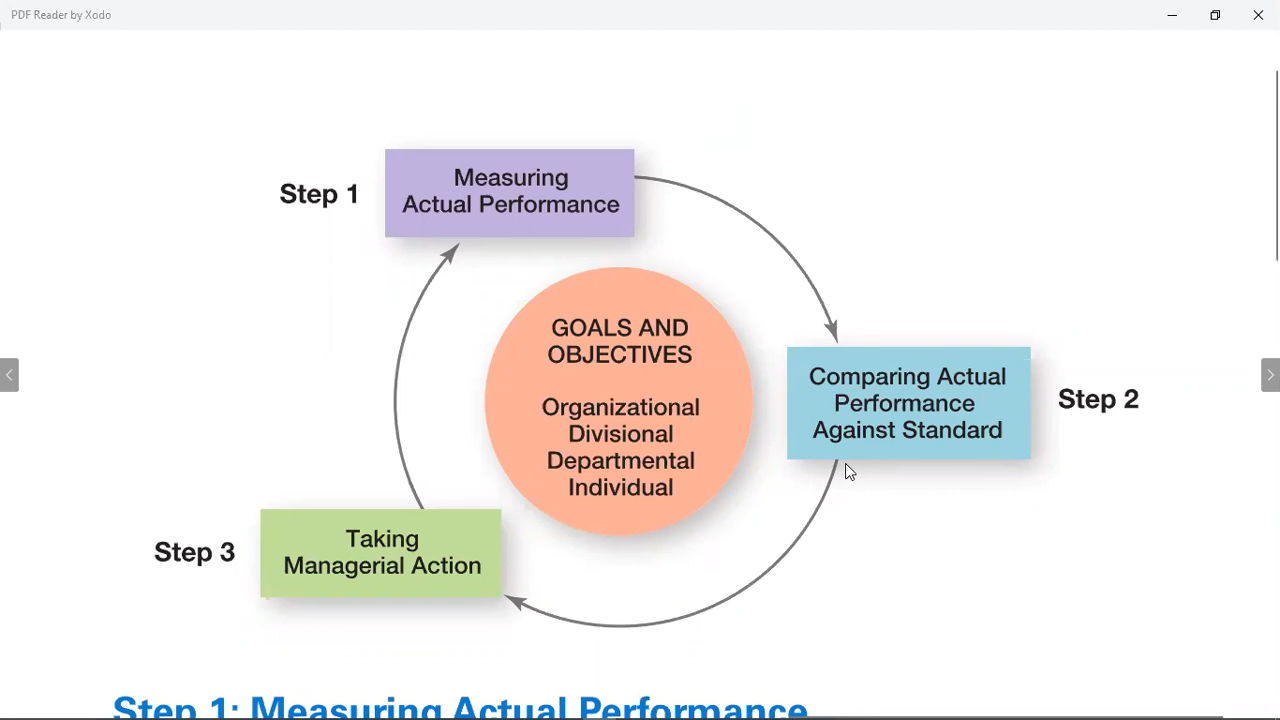 PDF Reader by Xodo
Step 1
Measuring
Actual Performance
GOALS AND
OBJECTIVES
Organizational
Divisional
Departmental
Individual
Comparing Actual
Performance
Against Standard
Step 2
Step 3
Taking
Managerial Action
Step 1: Measuring Actual Performance